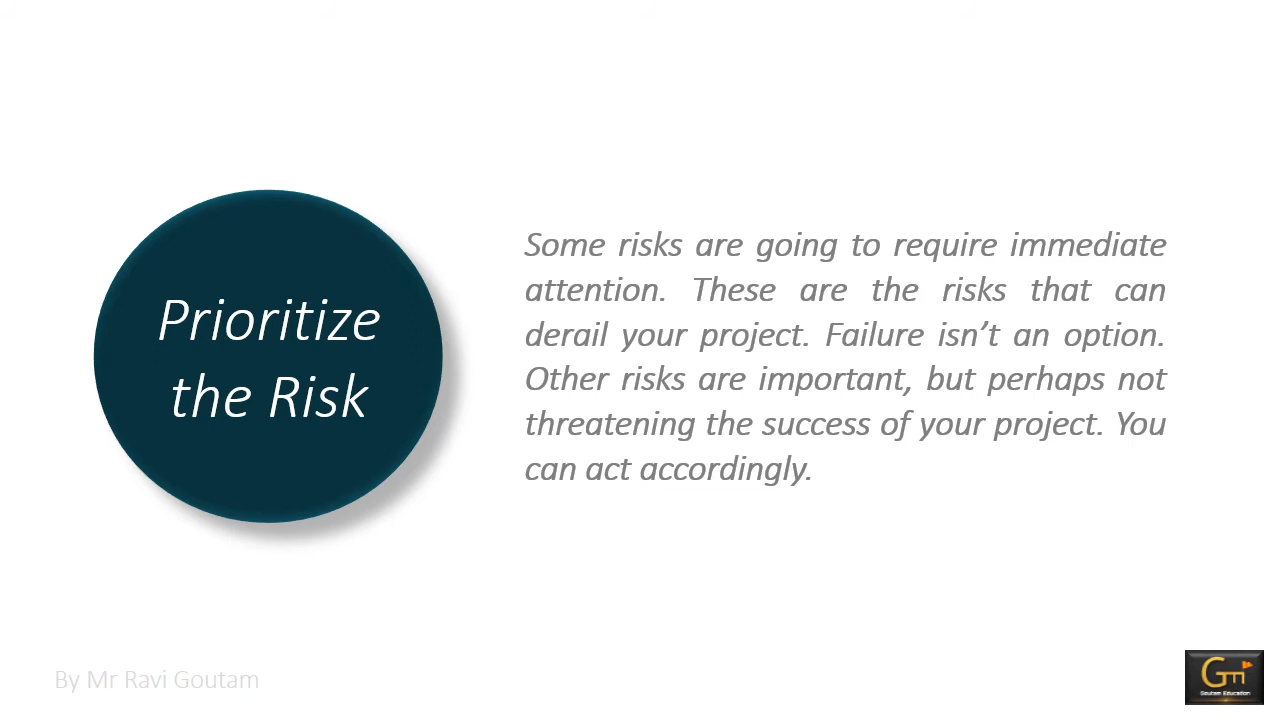 Prioritize
the Risk
Some risks are going to require immediate
attention. These are the risks that can
derail your project. Failure isn’t an option.
Other risks are important, but perhaps not
threatening the success of your project. You
can act accordingly.
By Mr Ravi Goutam
Goutam Education